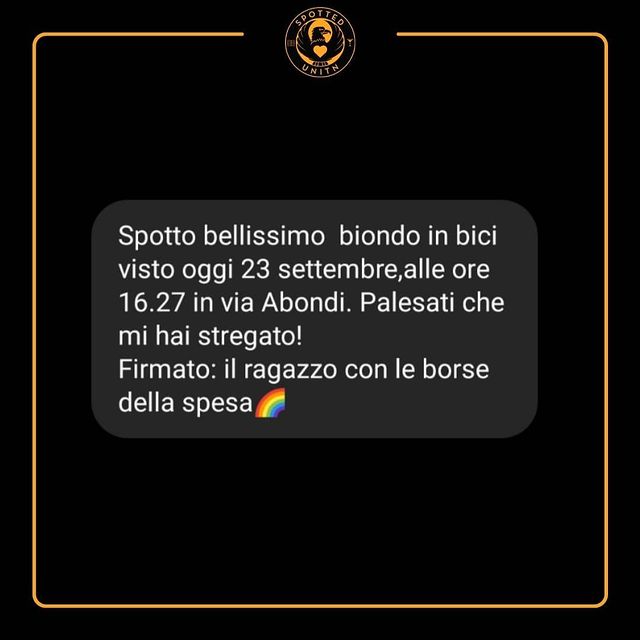 SPOTTED
UNITN
Spotto bellissimo  biondo in bici
visto oggi 23 settembre,alle ore
16.27 in via Abondi. Palesati che
mi hai stregato!
Firmato: il ragazzo con le borse
della spesa🌈